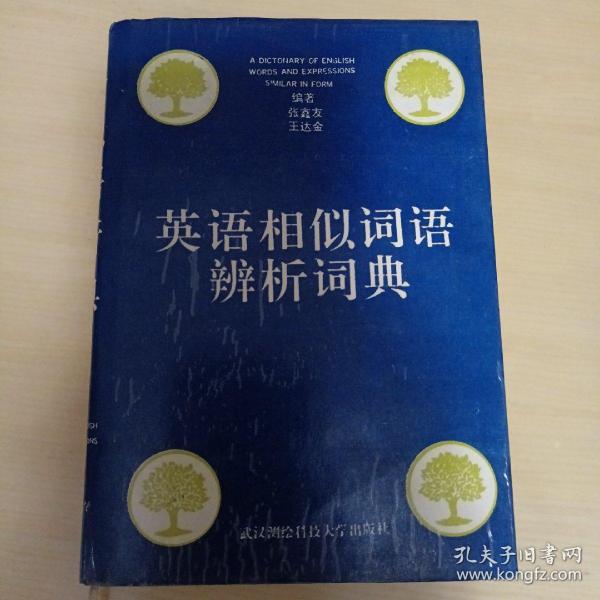 A DICTONARY OF ENGLISH
WORDS AND EXPRESSIONS
SIMILAR IN FORM
编著
张鑫友
王达金
英语相似词语
辨析词典
武汉测绘科技大学出版社
孔夫子旧书网
www.kongfz.com